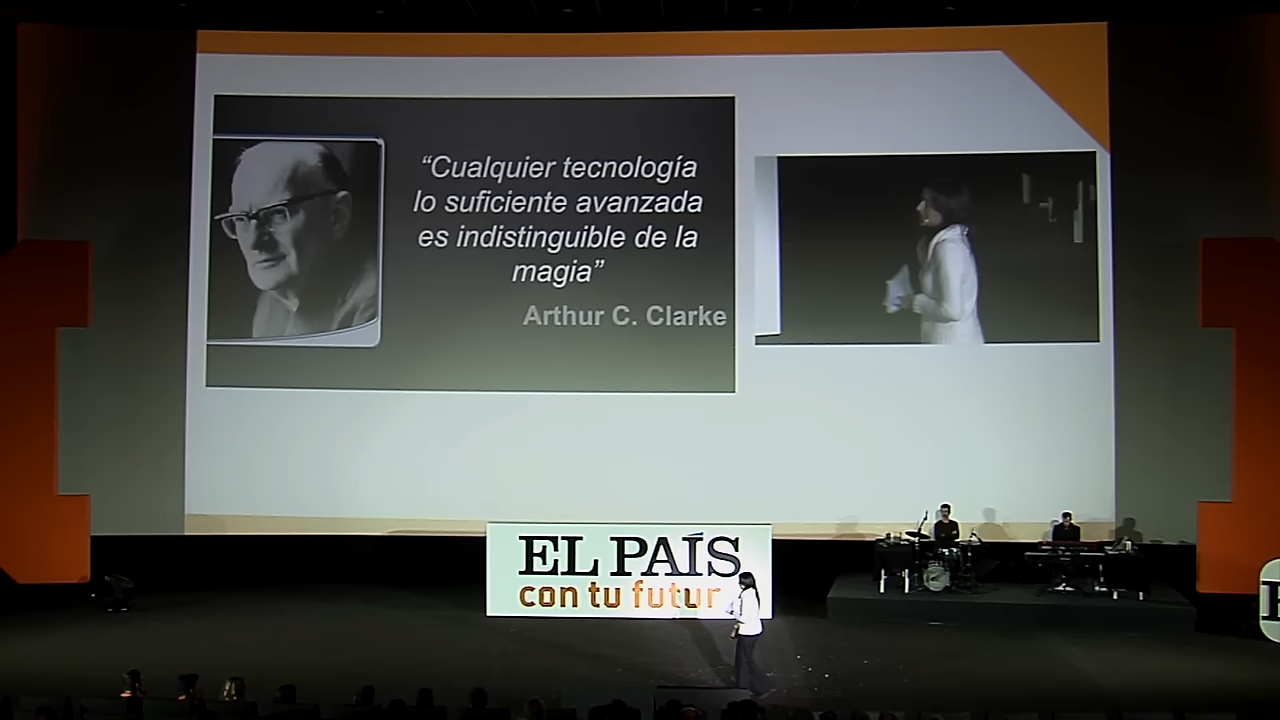 “Cualquier tecnología
lo suficiente avanzada
es indistinguible de la
magia”
Arthur C. Clarke
EL PAÍS
con tu futur